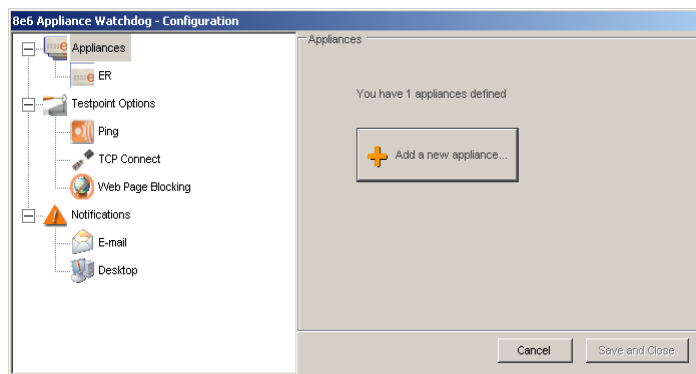 8e6 Appliance Watchdog - Configuration
Appliances
ER
Testpoint Options
Ping
TCP Connect
Web Page Blocking
Notifications
E-mail
Desktop
Appliances
You have 1 appliances defined
Add a new appliance...
Cancel
Save and Close